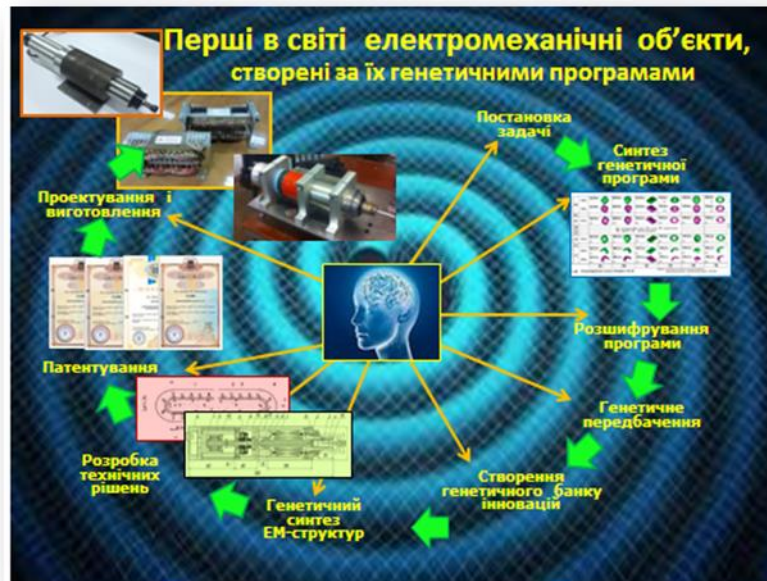 Перші в світі електромеханічні об’єкти,
створені за їх генетичними програмами
Постановка
задачі
Синтез
генетичної
програми
Розшифрування
програми
Генетичне
передбачення
Створення
генетичного банку
інновацій
Генетичний
синтез
ЕМ-структур
Розробка
технічних
рішень
Патентування
Проектування і
виготовлення